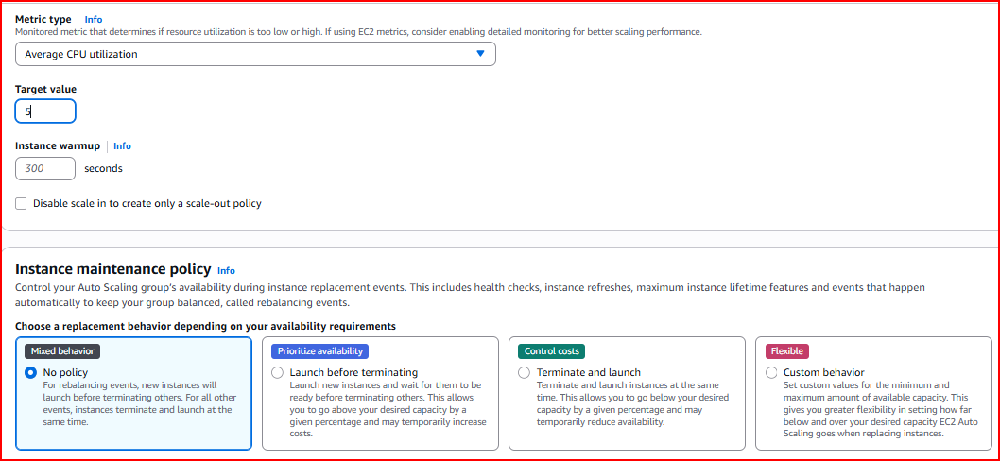 Metric type | Info
Monitored metric that determines if resource utilization is too low or high. If using EC2 metrics, consider enabling detailed monitoring for better scaling performance.
Average CPU utilization
Target value
5
Instance warmup | Info
300 seconds
Disable scale in to create only a scale-out policy
Instance maintenance policy Info
Control your Auto Scaling group's availability during instance replacement events. This includes health checks, instance refreshes, maximum instance lifetime features and events that happen
automatically to keep your group balanced, called rebalancing events.
Choose a replacement behavior depending on your availability requirements
Mixed behavior
No policy
For rebalancing events, new instances will
launch before terminating others. For all other
events, instances terminate and launch at the
same time.
Prioritize availability
Launch before terminating
Launch new instances and wait for them to be
ready before terminating others. This allows
you to go above your desired capacity by a
given percentage and may temporarily increase
costs.
Control costs
Terminate and launch
Terminate and launch instances at the same
time. This allows you to go below your desired
capacity by a given percentage and may
temporarily reduce availability.
Flexible
Custom behavior
Set custom values for the minimum and
maximum amount of available capacity. This
gives you greater flexibility in setting how far
below and over your desired capacity EC2 Auto
Scaling goes when replacing instances.